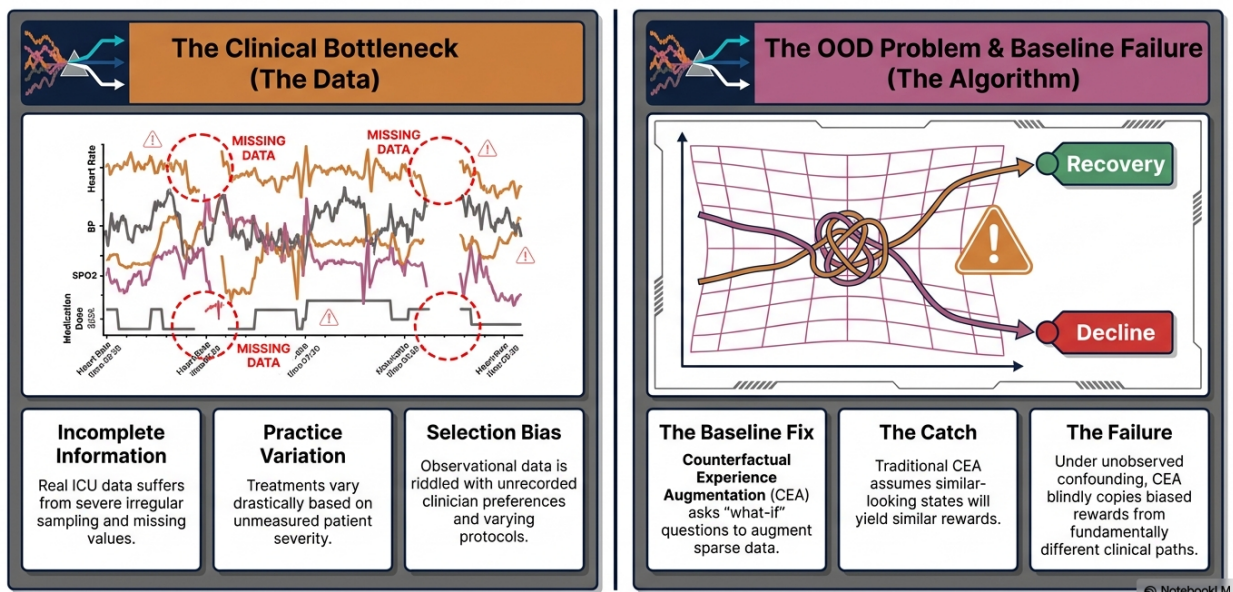 The Clinical Bottleneck
(The Data)
MISSING
DATA
MISSING
DATA
Heart Rate
BP
SPO2
Dose
MISSING
DATA
Heart Rate
Incomplete
Information
Real ICU data suffers
from severe irregular
sampling and missing
values.
Practice
Variation
Treatments vary
drastically based on
unmeasured patient
severity.
Selection Bias
Observational data is
riddled with unrecorded
clinician preferences
and varying
protocols.
The OOD Problem & Baseline Failure
(The Algorithm)
Recovery
Decline
The Baseline Fix
Counterfactual
Experience
Augmentation (CEA)
asks “what-if”
questions to augment
sparse data.
The Catch
Traditional CEA
assumes similar-
looking states will
yield similar rewards.
The Failure
Under unobserved
confounding, CEA
blindly copies biased
rewards from
fundamentally
different clinical paths.
NotebookLM